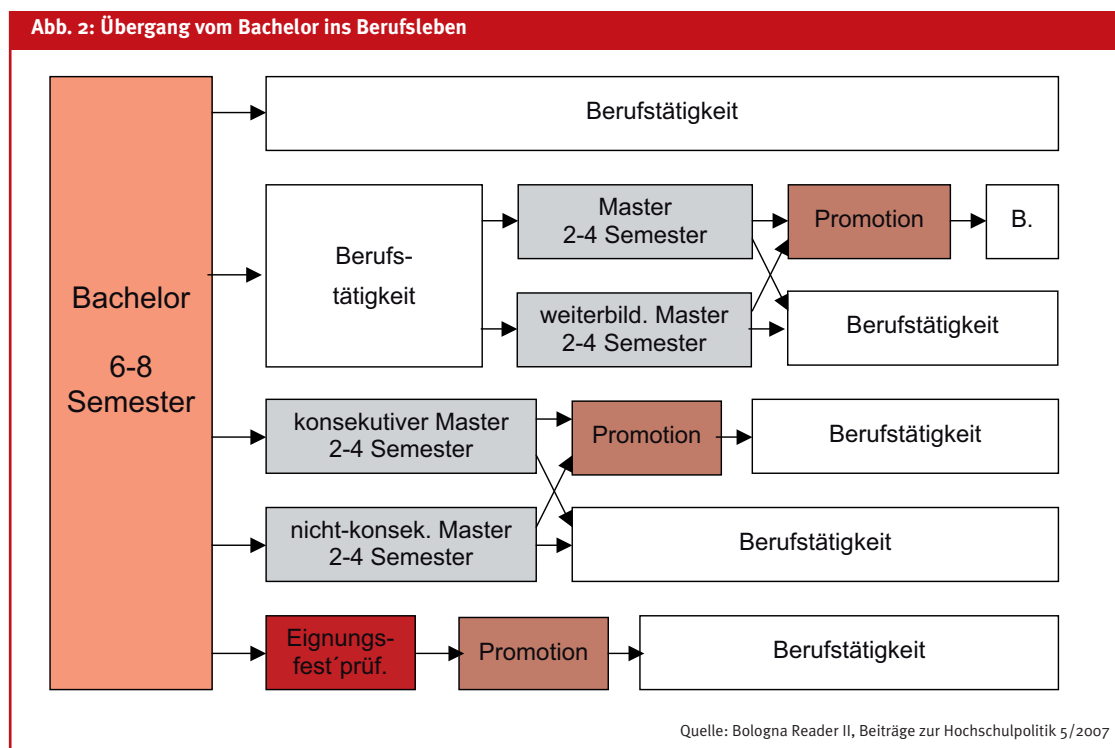 Abb. 2: Übergang vom Bachelor ins Berufsleben
Bachelor
6-8
Semester
Berufstätigkeit
Berufs-
tätigkeit
Master
2-4 Semester
weiterbild. Master
2-4 Semester
Promotion
B.
Berufstätigkeit
konsekutiver Master
2-4 Semester
Promotion
Berufstätigkeit
nicht-konsek. Master
2-4 Semester
Berufstätigkeit
Eignungs-
fest´prüf.
Promotion
Berufstätigkeit
Quelle: Bologna Reader II, Beiträge zur Hochschulpolitik 5/2007